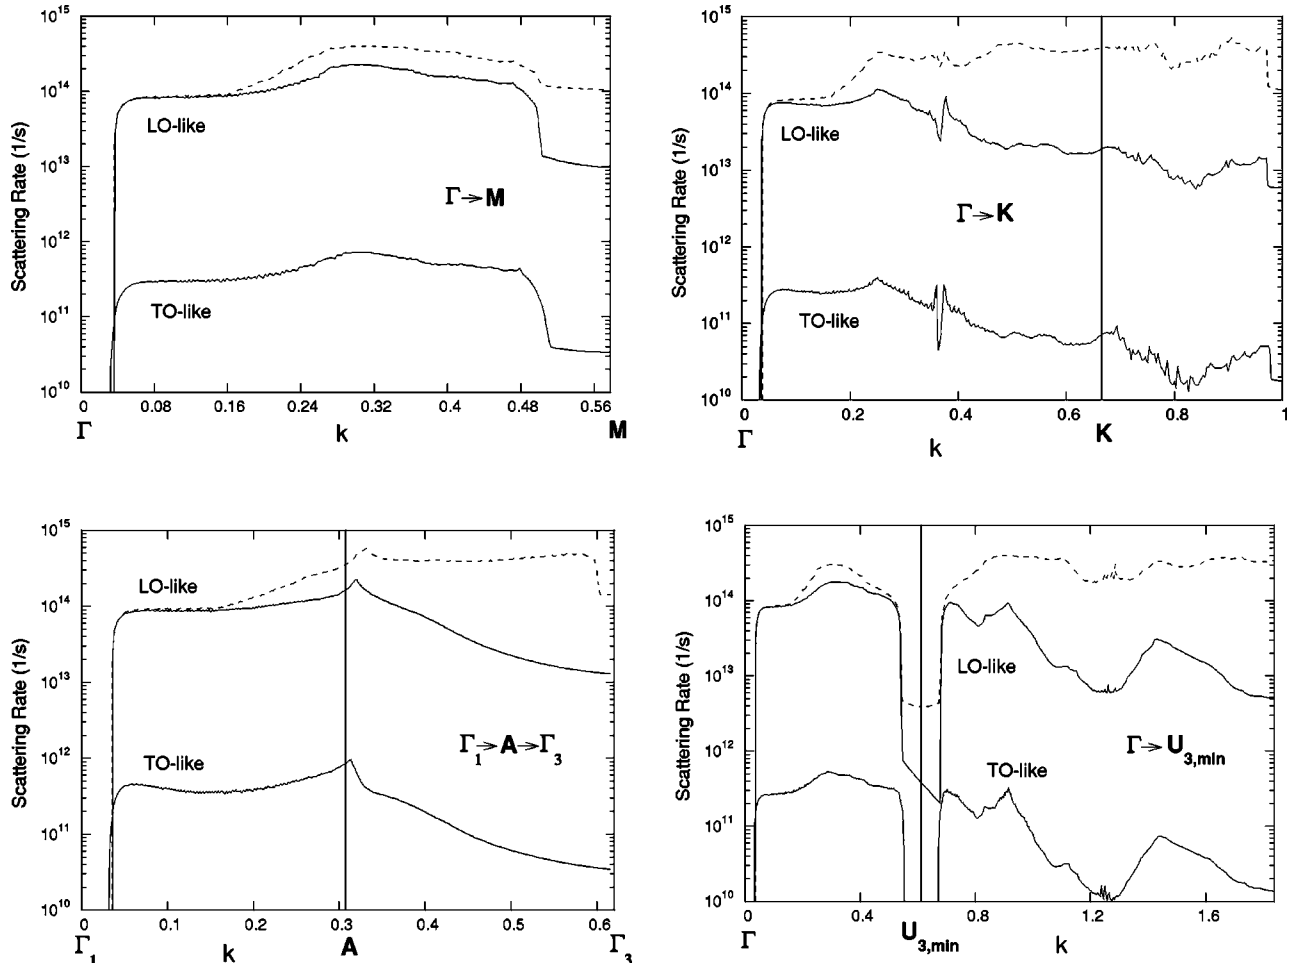 10^15
10^14
10^13
10^12
10^11
10^10
Scattering Rate (1/s)
LO-like
Γ→M
TO-like
0 0.08 0.16 0.24 0.32 0.4 0.48 0.56
Γ k M
10^15
10^14
10^13
10^12
10^11
10^10
Scattering Rate (1/s)
LO-like
Γ→K
TO-like
0 0.2 0.4 0.6 0.8 1
Γ k K
10^15
10^14
10^13
10^12
10^11
10^10
Scattering Rate (1/s)
LO-like
Γ_1→A→Γ_3
TO-like
0 0.1 0.2 0.3 0.4 0.5 0.6
Γ_1 k A Γ_3
10^15
10^14
10^13
10^12
10^11
10^10
Scattering Rate (1/s)
LO-like
Γ→U_3,min
TO-like
0 0.4 0.8 1.2 1.6
Γ U_3,min k